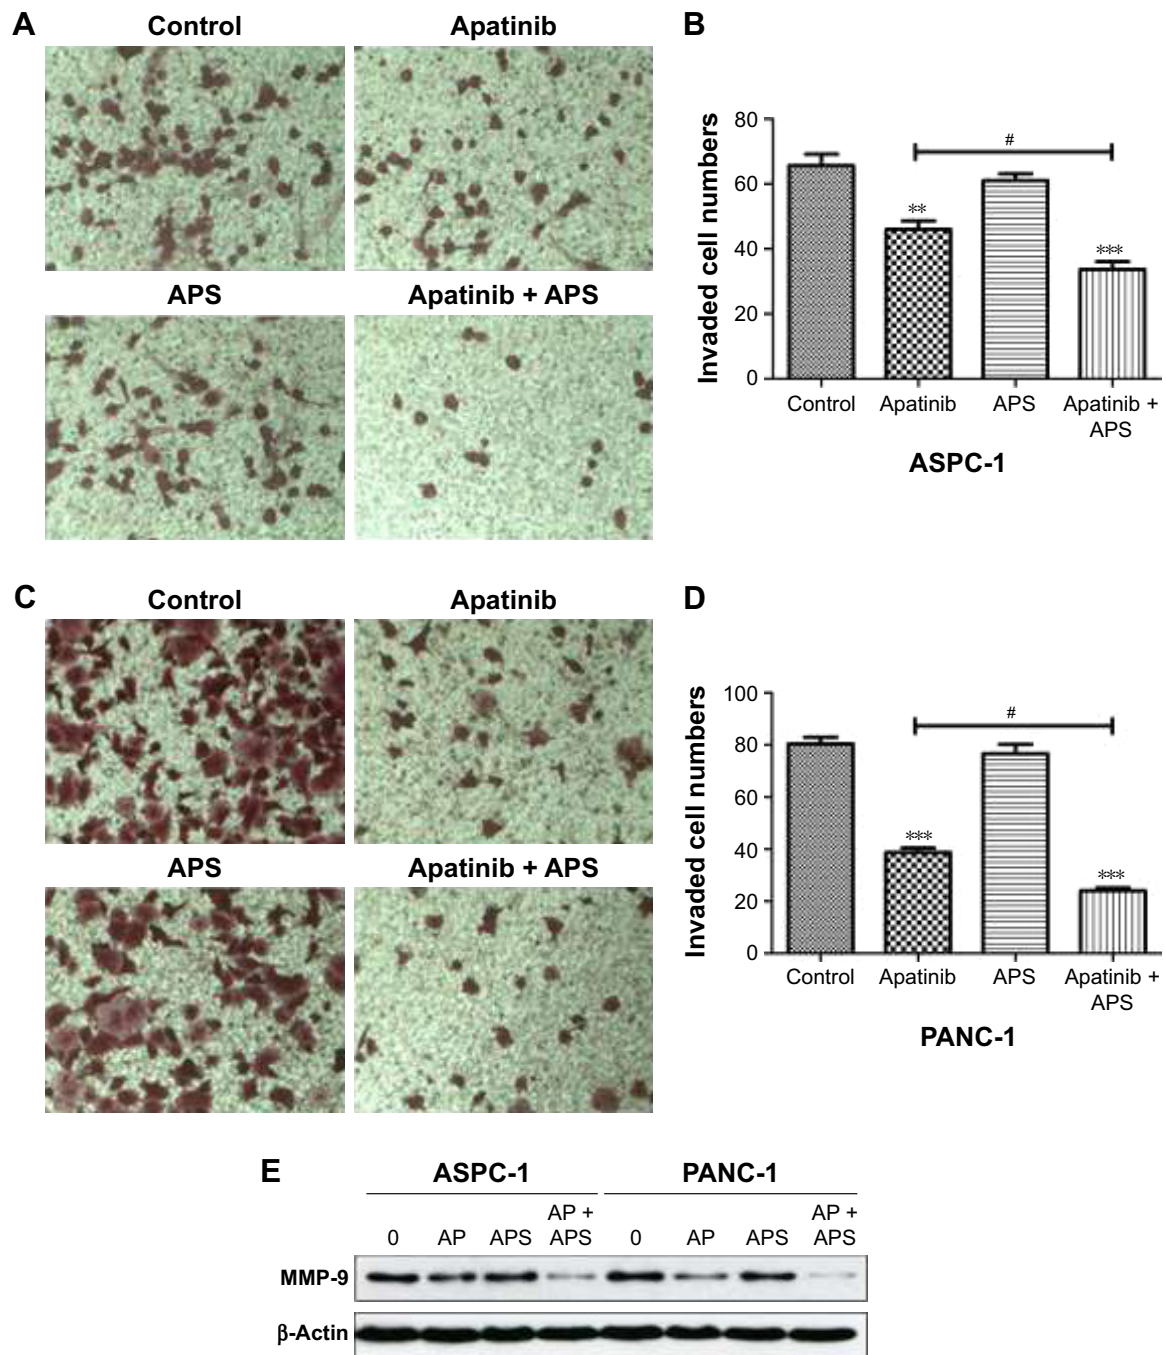 A
Control
Apatinib
APS
Apatinib + APS
B
Invaded cell numbers
80
60
40
20
0
#
**
***
Control
Apatinib
APS
Apatinib +
APS
ASPC-1
C
Control
Apatinib
APS
Apatinib + APS
D
Invaded cell numbers
100
80
60
40
20
0
#
***
***
Control
Apatinib
APS
Apatinib +
APS
PANC-1
E
ASPC-1
PANC-1
0
AP
APS
AP +
APS
0
AP
APS
AP +
APS
MMP-9
β-Actin